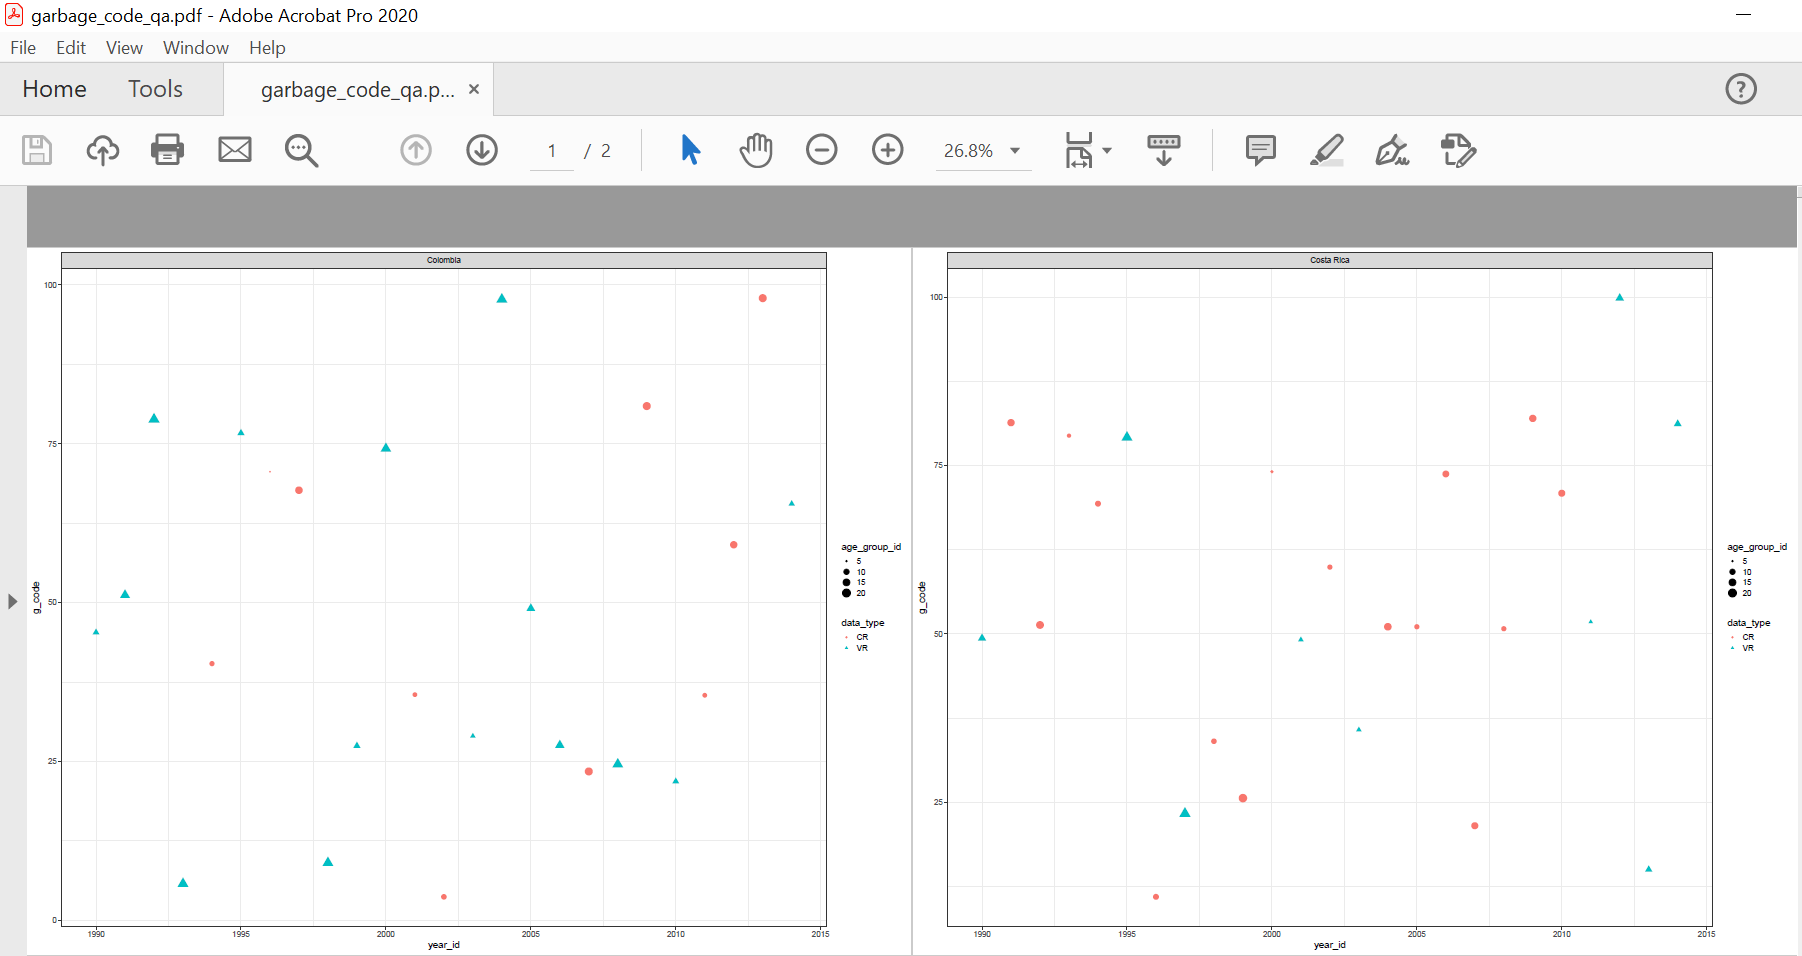 garbage_code_qa.pdf - Adobe Acrobat Pro 2020
File Edit View Window Help
Home Tools garbage_code_qa.p... ×
?
1 / 2 26.8%
Colombia
100
75
50
25
0
g_code
1990 1995 2000 2005 2010 2015
year_id
age_group_id
5
10
15
20
data_type
CR
VR
Costa Rica
100
75
50
25
g_code
1990 1995 2000 2005 2010 2015
year_id
age_group_id
5
10
15
20
data_type
CR
VR